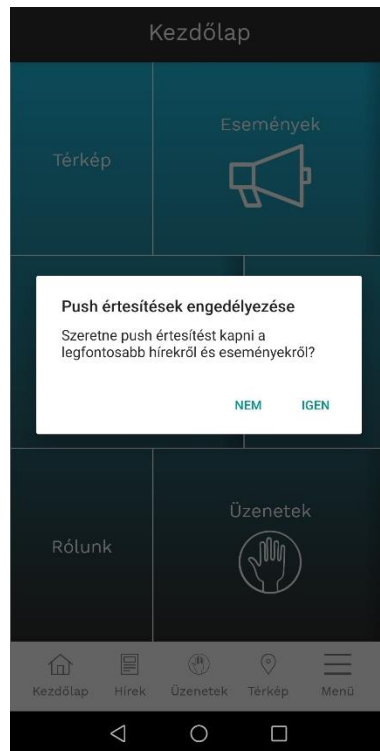 Kezdőlap
Térkép
Események
Push értesítések engedélyezése
Szeretne push értesítést kapni a
legfontosabb hírekről és eseményekről?
NEM IGEN
Rólunk
Üzenetek
Kezdőlap Hírek Üzenetek Térkép Menü